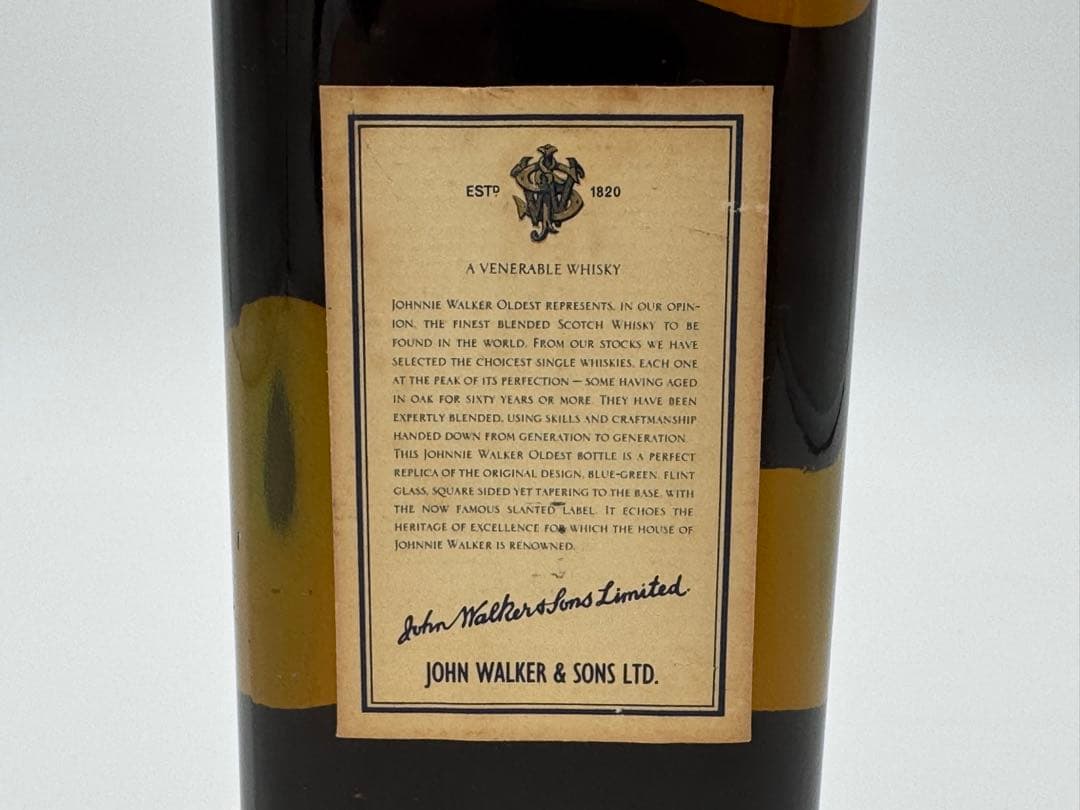 ESTD 1820
A VENERABLE WHISKY
JOHNNIE WALKER OLDEST REPRESENTS, IN OUR OPIN-
ION, THE FINEST BLENDED SCOTCH WHISKY TO BE
FOUND IN THE WORLD. FROM OUR STOCKS WE HAVE
SELECTED THE CHOICEST SINGLE WHISKIES, EACH ONE
AT THE PEAK OF ITS PERFECTION — SOME HAVING AGED
IN OAK FOR SIXTY YEARS OR MORE. THEY HAVE BEEN
EXPERTLY BLENDED, USING SKILLS AND CRAFTMANSHIP
HANDED DOWN FROM GENERATION TO GENERATION.
THIS JOHNNIE WALKER OLDEST BOTTLE IS A PERFECT
REPLICA OF THE ORIGINAL DESIGN, BLUE-GREEN, FLINT
GLASS, SQUARE SIDED YET TAPERING TO THE BASE, WITH
THE NOW FAMOUS SLANTED LABEL. IT ECHOES THE
HERITAGE OF EXCELLENCE FOR WHICH THE HOUSE OF
JOHNNIE WALKER IS RENOWNED.
John Walker & Sons Limited.
JOHN WALKER & SONS LTD.